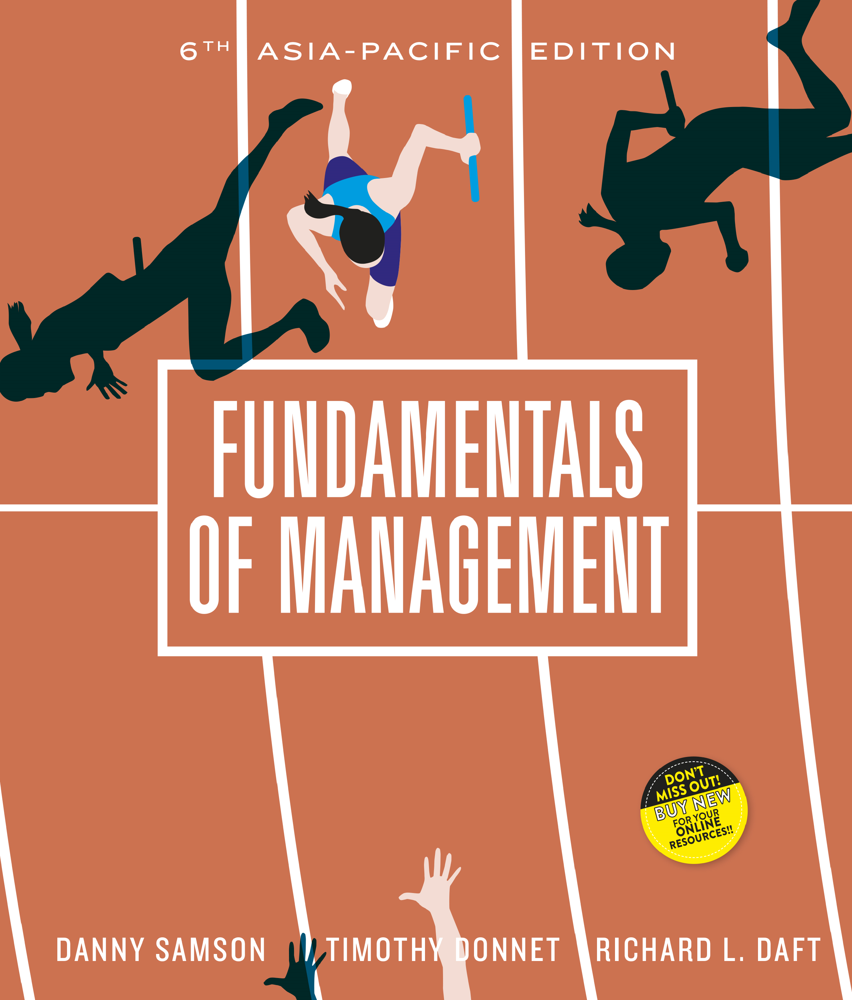 6TH ASIA-PACIFIC EDITION
FUNDAMENTALS
OF MANAGEMENT
DON'T
MISS OUT!
BUY NEW
FOR YOUR
ONLINE
RESOURCES!!
DANNY SAMSON TIMOTHY DONNET RICHARD L. DAFT